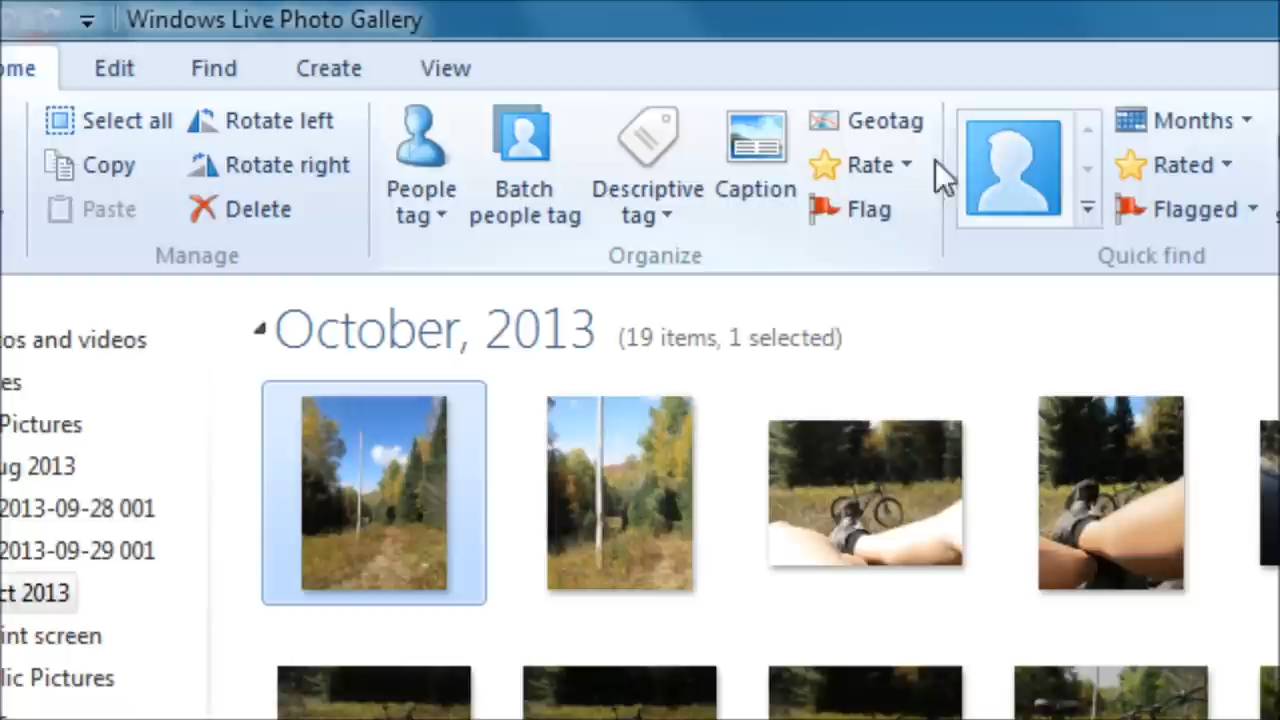 Windows Live Photo Gallery
ome Edit Find Create View
Select all Rotate left
Copy Rotate right
Paste Delete
Manage
People tag
Batch people tag
Descriptive tag
Caption
Geotag
Rate
Flag
Organize
Months
Rated
Flagged
Quick find
October, 2013 (19 items, 1 selected)
os and videos
es
Pictures
ug 2013
2013-09-28 001
2013-09-29 001
ct 2013
int screen
lic Pictures